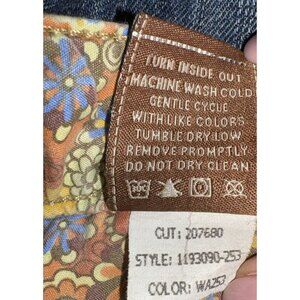 TURN INSIDE OUT
MACHINE WASH COLD
GENTLE CYCLE
WITH LIKE COLORS
TUMBLE DRY LOW
REMOVE PROMPTLY
DO NOT DRY CLEAN
CUT: 207680
STYLE: 1193090-253
COLOR: WA253